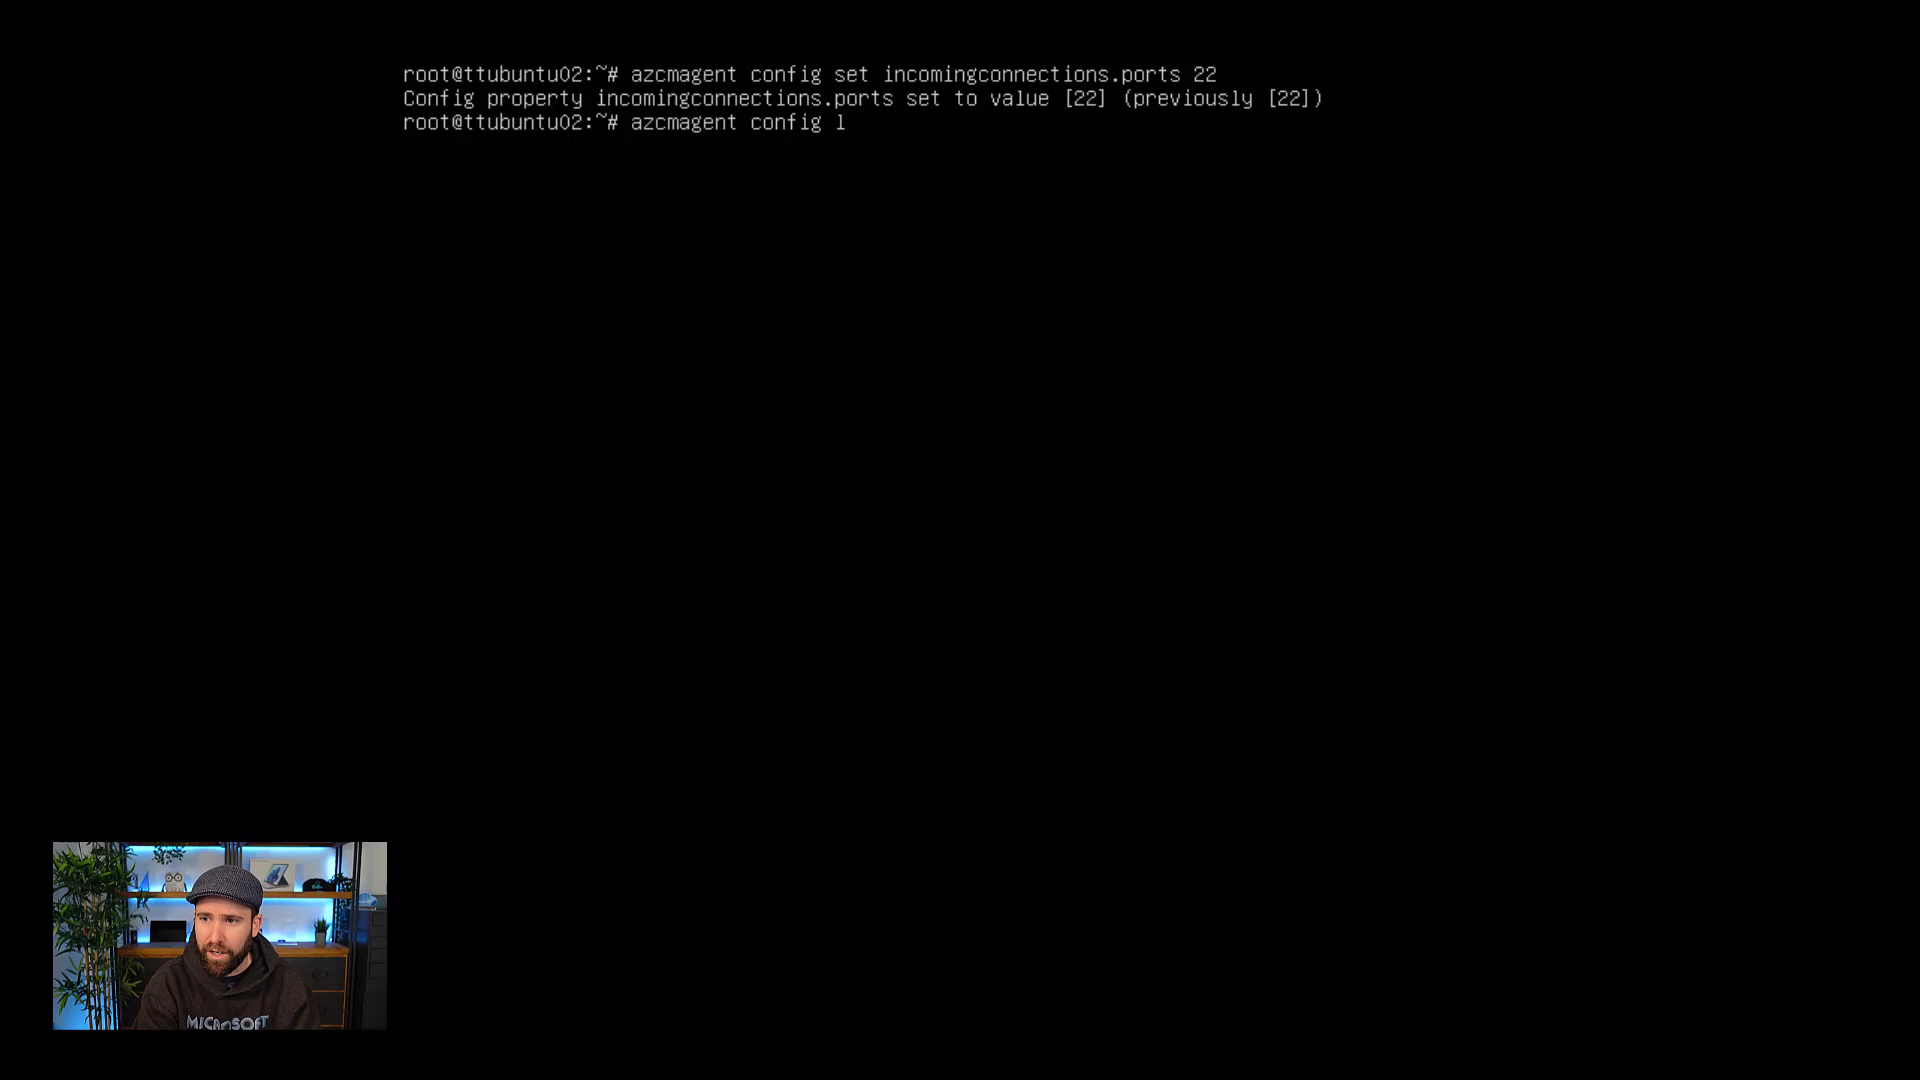 root@ttubuntu02:~# azcmagent config set incomingconnections.ports 22
Config property incomingconnections.ports set to value [22] (previously [22])
root@ttubuntu02:~# azcmagent config l
MICROSOFT